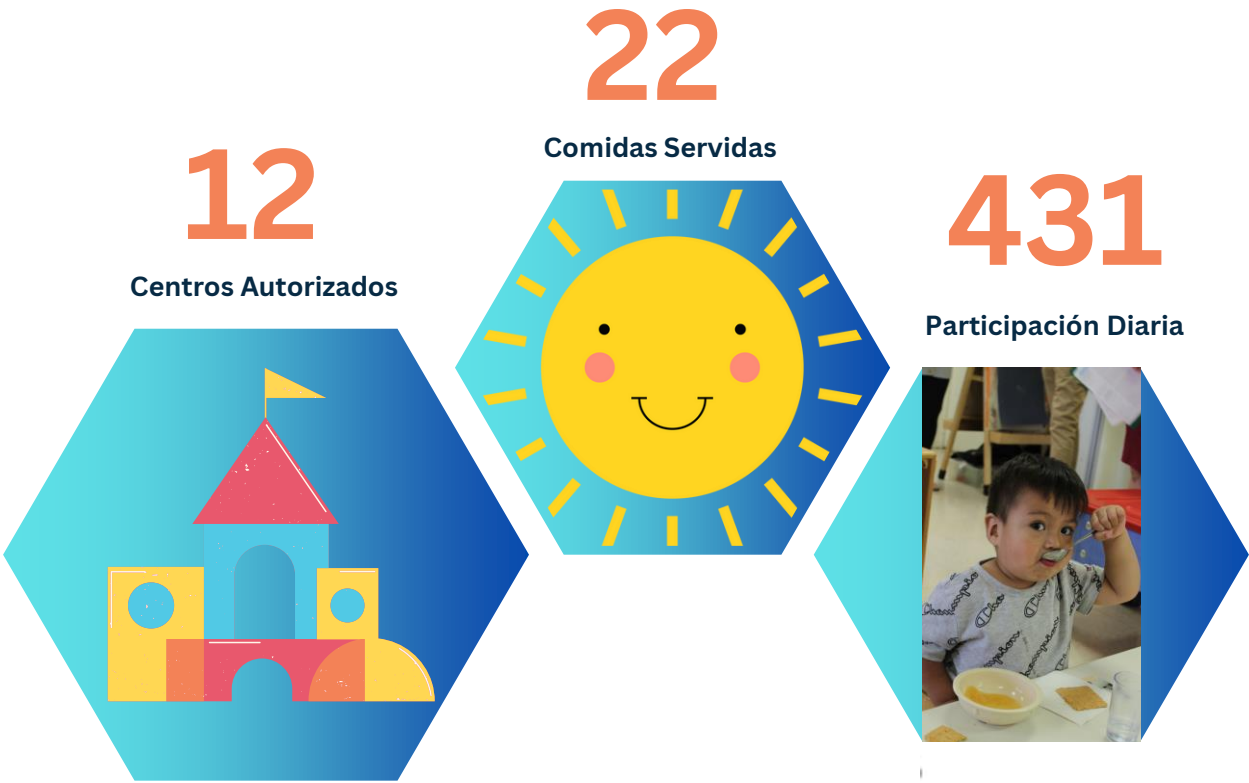 12
Centros Autorizados
22
Comidas Servidas
431
Participación Diaria